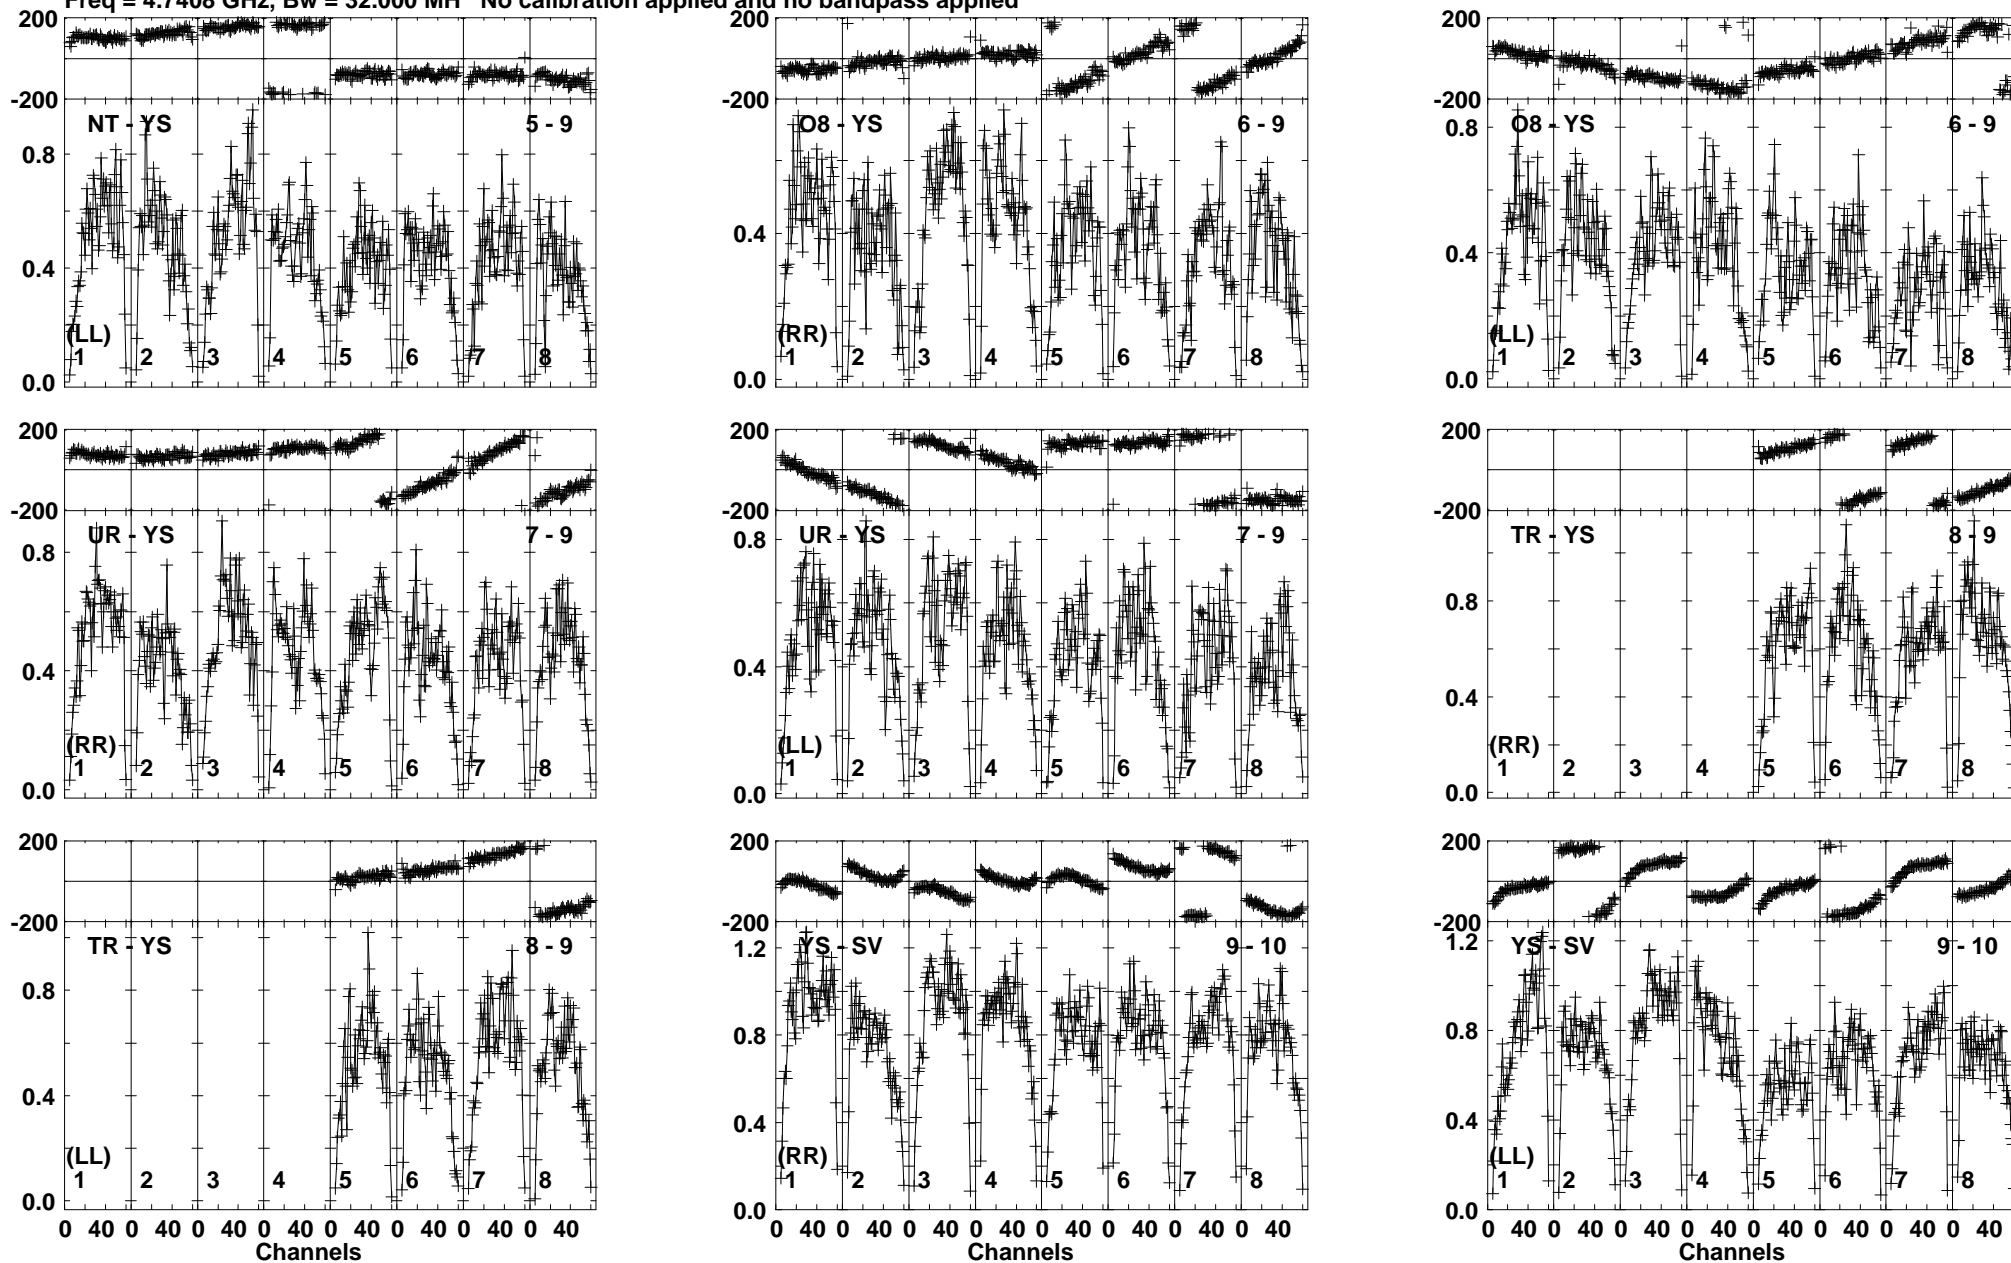 Freq = 4.7408 GHz, Bw = 32.000 MH No calibration applied and no bandpass applied
200 200 200
-200 -200 -200
NT - YS 5 - 9 O8 - YS 6 - 9 O8 - YS 6 - 9
0.8 0.8
0.4 0.4 0.4
(LL) (RR) (LL)
1 2 3 4 5 6 7 8 1 2 3 4 5 6 7 8 1 2 3 4 5 6 7 8
0.0 0.0 0.0
200 200 200
-200 -200 -200
UR - YS 7 - 9 UR - YS 7 - 9 TR - YS 8 - 9
0.8 0.8 0.8
0.4 0.4 0.4
(RR) (LL) (RR)
1 2 3 4 5 6 7 8 1 2 3 4 5 6 7 8 1 2 3 4 5 6 7 8
0.0 0.0 0.0
200 200 200
-200 -200 -200
TR - YS 8 - 9 YS - SV 9 - 10 YS - SV 9 - 10
1.2 1.2
0.8 0.8 0.8
0.4 0.4 0.4
(LL) (RR) (LL)
1 2 3 4 5 6 7 8 1 2 3 4 5 6 7 8 1 2 3 4 5 6 7 8
0.0 0.0 0.0
0 40 0 40 0 40 0 40 0 40 0 40 0 40 0 40 0 40 0 40 0 40 0 40 0 40 0 40 0 40 0 40 0 40 0 40 0 40 0 40 0 40 0 40 0 40 0 40
Channels Channels Channels